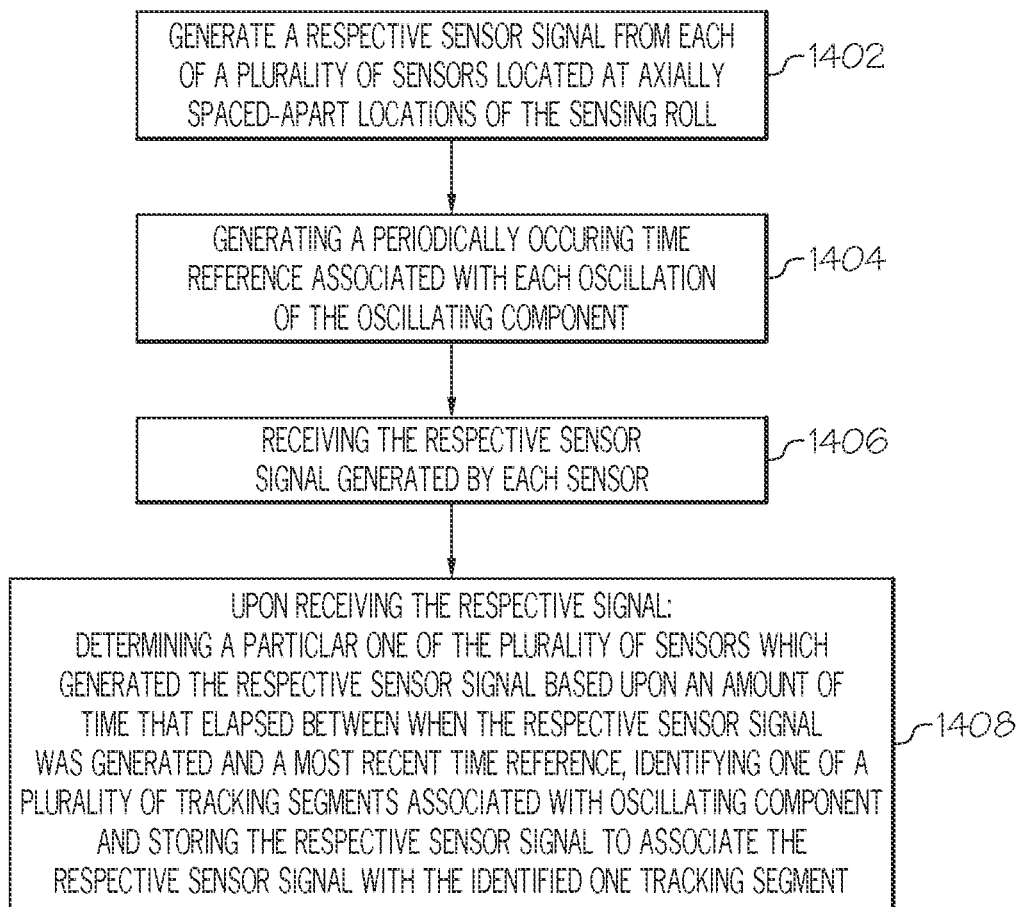 GENERATE A RESPECTIVE SENSOR SIGNAL FROM EACH
OF A PLURALITY OF SENSORS LOCATED AT AXIALLY
SPACED-APART LOCATIONS OF THE SENSING ROLL
1402
GENERATING A PERIODICALLY OCCURING TIME
REFERENCE ASSOCIATED WITH EACH OSCILLATION
OF THE OSCILLATING COMPONENT
1404
RECEIVING THE RESPECTIVE SENSOR
SIGNAL GENERATED BY EACH SENSOR
1406
UPON RECEIVING THE RESPECTIVE SIGNAL:
DETERMINING A PARTICLAR ONE OF THE PLURALITY OF SENSORS WHICH
GENERATED THE RESPECTIVE SENSOR SIGNAL BASED UPON AN AMOUNT OF
TIME THAT ELAPSED BETWEEN WHEN THE RESPECTIVE SENSOR SIGNAL
WAS GENERATED AND A MOST RECENT TIME REFERENCE, IDENTIFYING ONE OF A
PLURALITY OF TRACKING SEGMENTS ASSOCIATED WITH OSCILLATING COMPONENT
AND STORING THE RESPECTIVE SENSOR SIGNAL TO ASSOCIATE THE
RESPECTIVE SENSOR SIGNAL WITH THE IDENTIFIED ONE TRACKING SEGMENT
1408